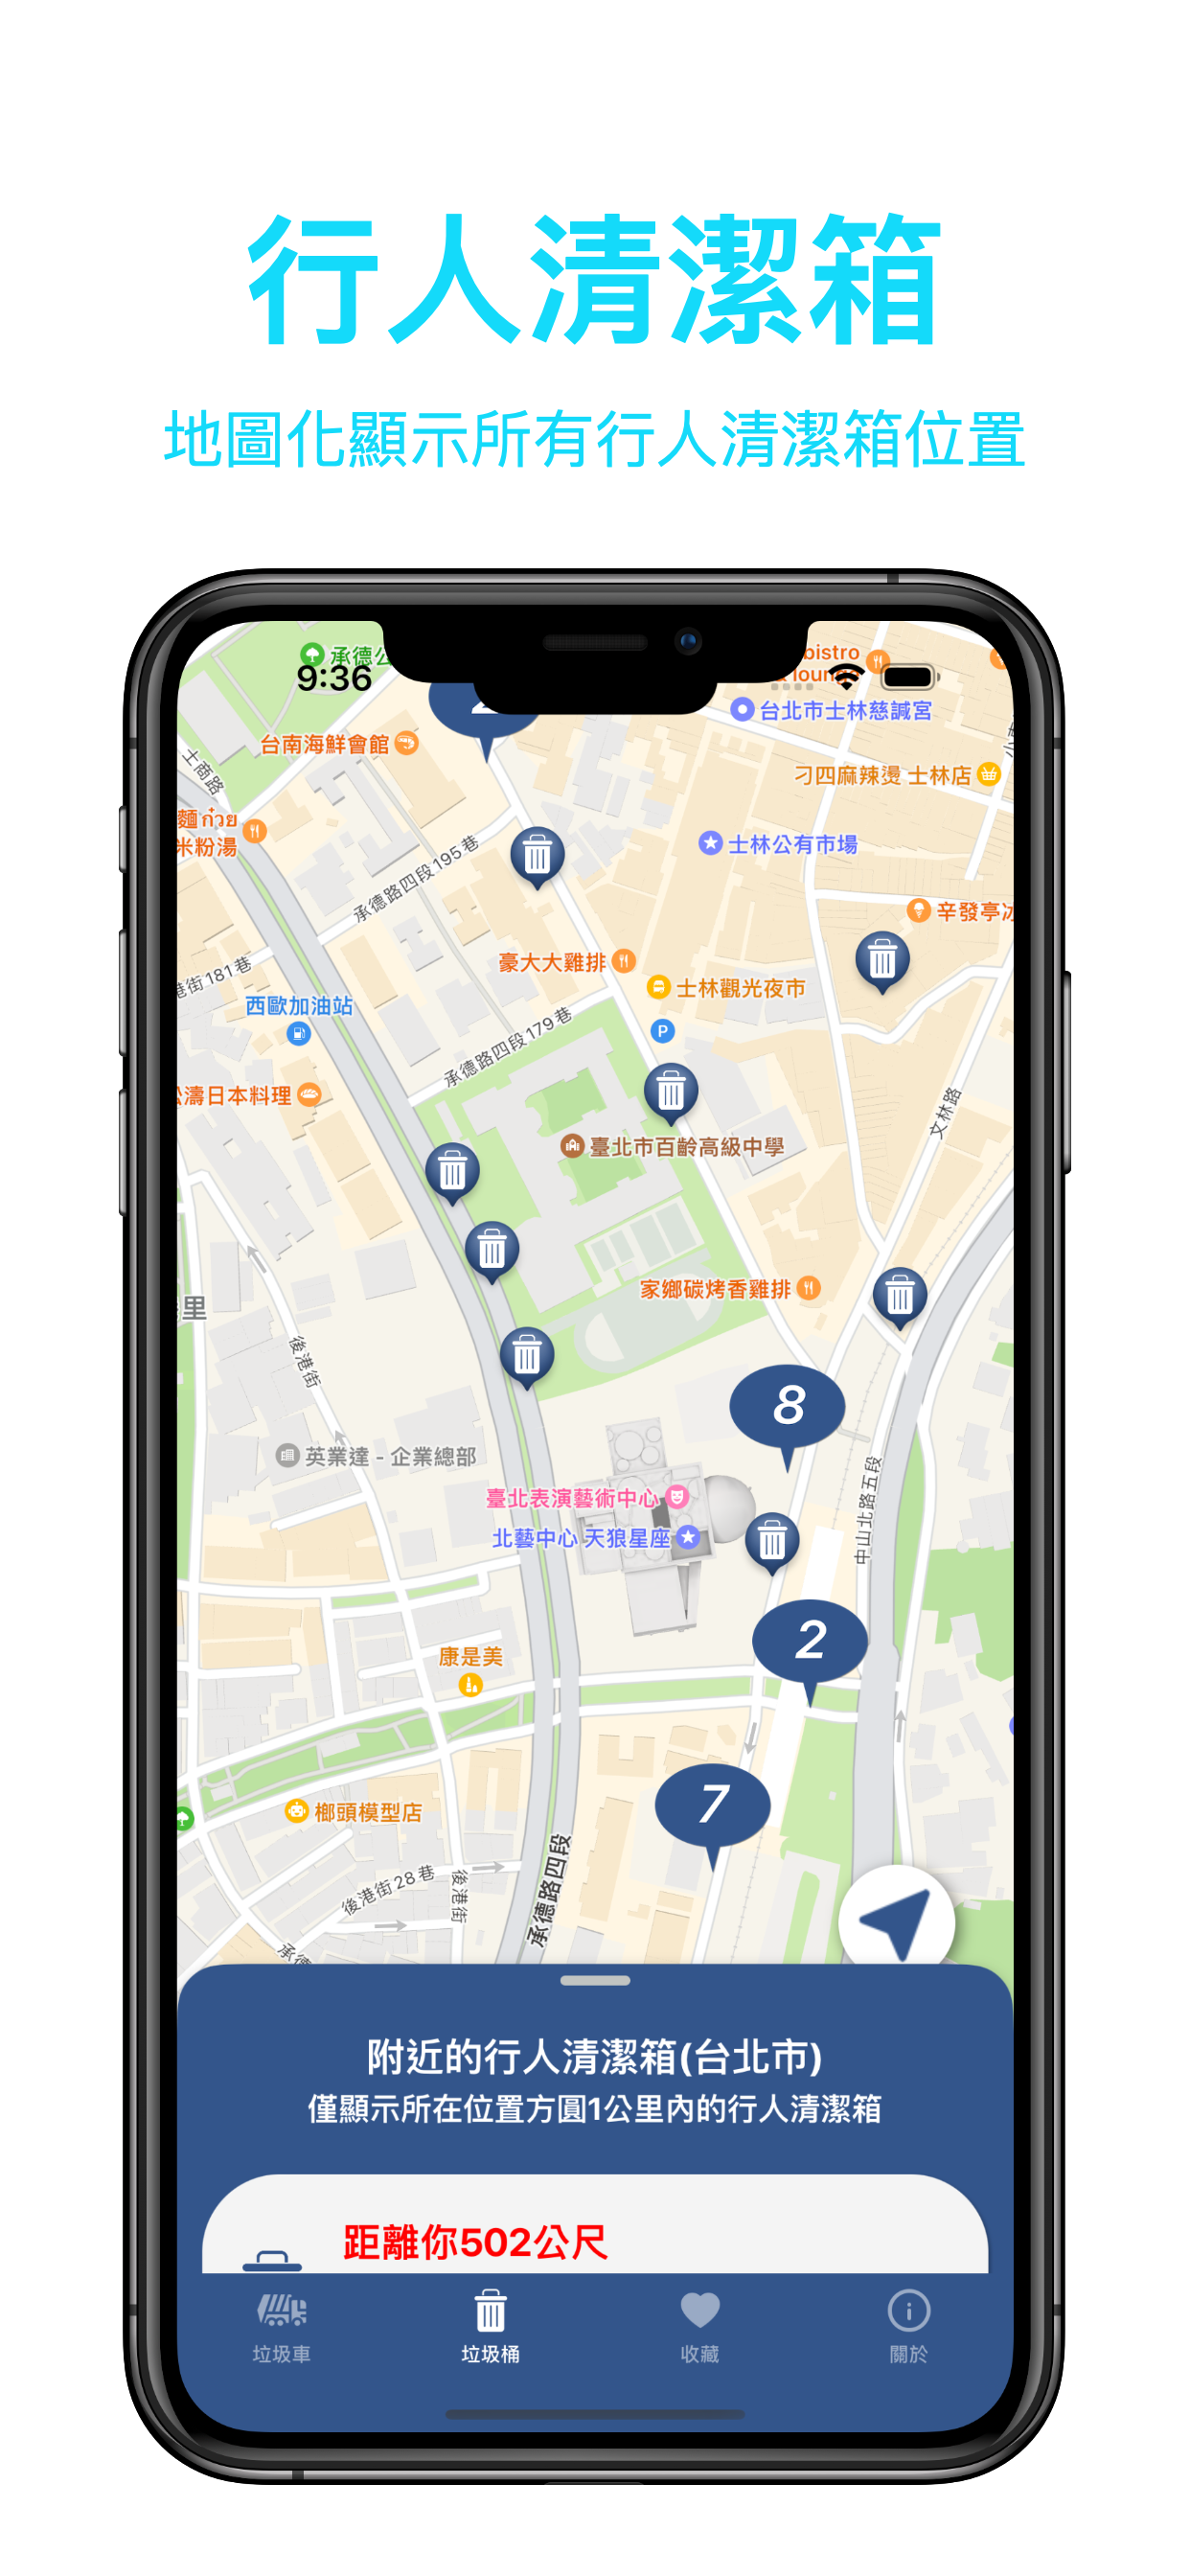 行人清潔箱
地圖化顯示所有行人清潔箱位置
承德公
9:36
bistro
台北市士林慈諴宮
台南海鮮會館
士商路
刁四麻辣燙 士林店
麵ก๋วย
米粉湯
士林公有市場
承德路四段195巷
辛發亭冰
豪大大雞排
港街181巷
士林觀光夜市
西歐加油站
P
承德路四段179巷
濤日本料理
文林路
臺北市百齡高級中學
家鄉碳烤香雞排
里
後港街
8
英業達 - 企業總部
中山北路五段
臺北表演藝術中心
北藝中心 天狼星座
2
康是美
7
榔頭模型店
承德路四段
後港街28巷
後港街
附近的行人清潔箱(台北市)
僅顯示所在位置方圓1公里內的行人清潔箱
距離你502公尺
垃圾車
垃圾桶
收藏
關於